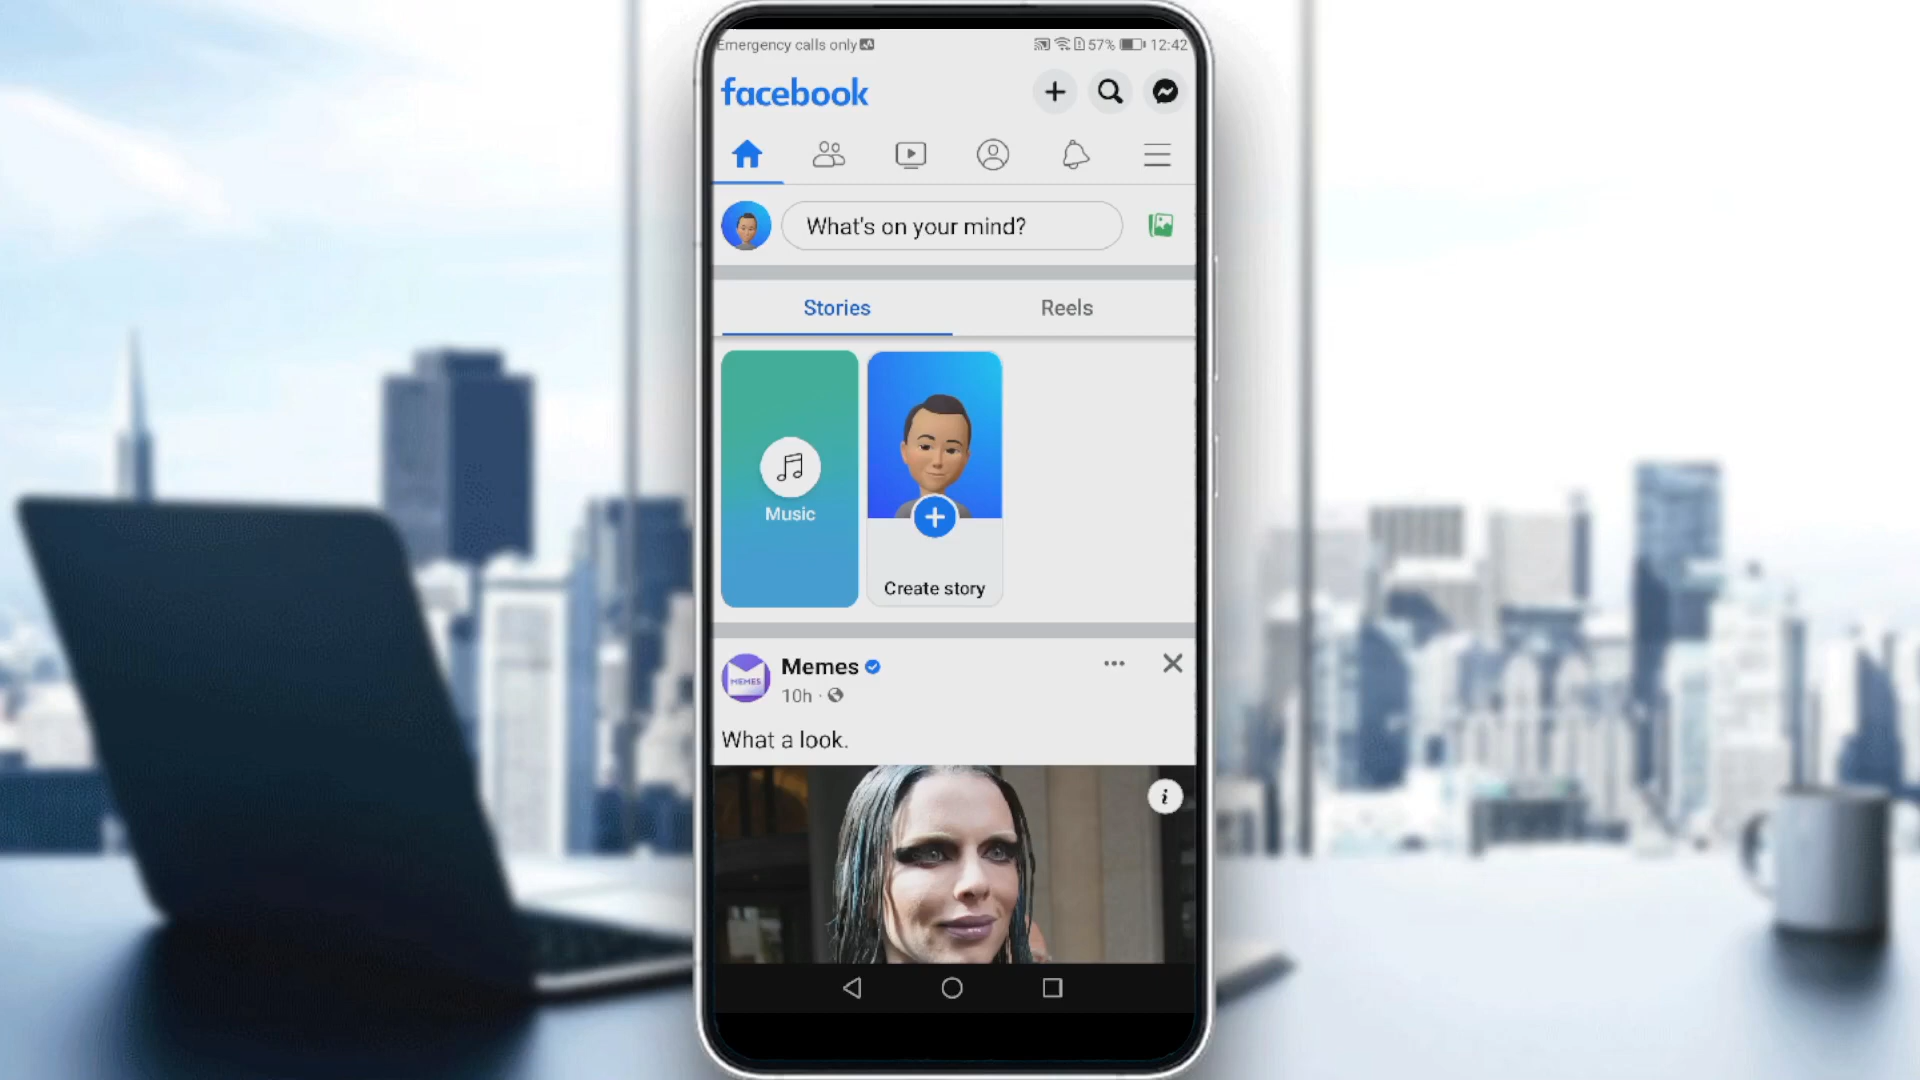 Emergency calls only 57% 12:42
facebook
What's on your mind?
Stories Reels
Music
Create story
MEMES
Memes
10h ·
What a look.
i